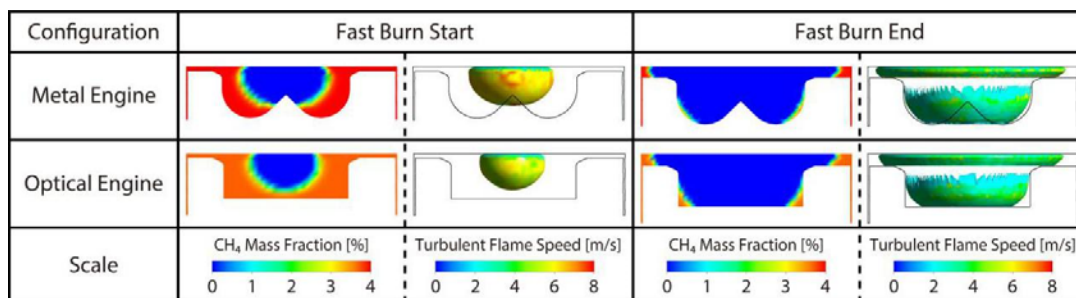 Configuration Fast Burn Start Fast Burn End
Metal Engine
Optical Engine
Scale
CH₄ Mass Fraction [%] Turbulent Flame Speed [m/s] CH₄ Mass Fraction [%] Turbulent Flame Speed [m/s]
0 1 2 3 4 0 2 4 6 8 0 1 2 3 4 0 2 4 6 8